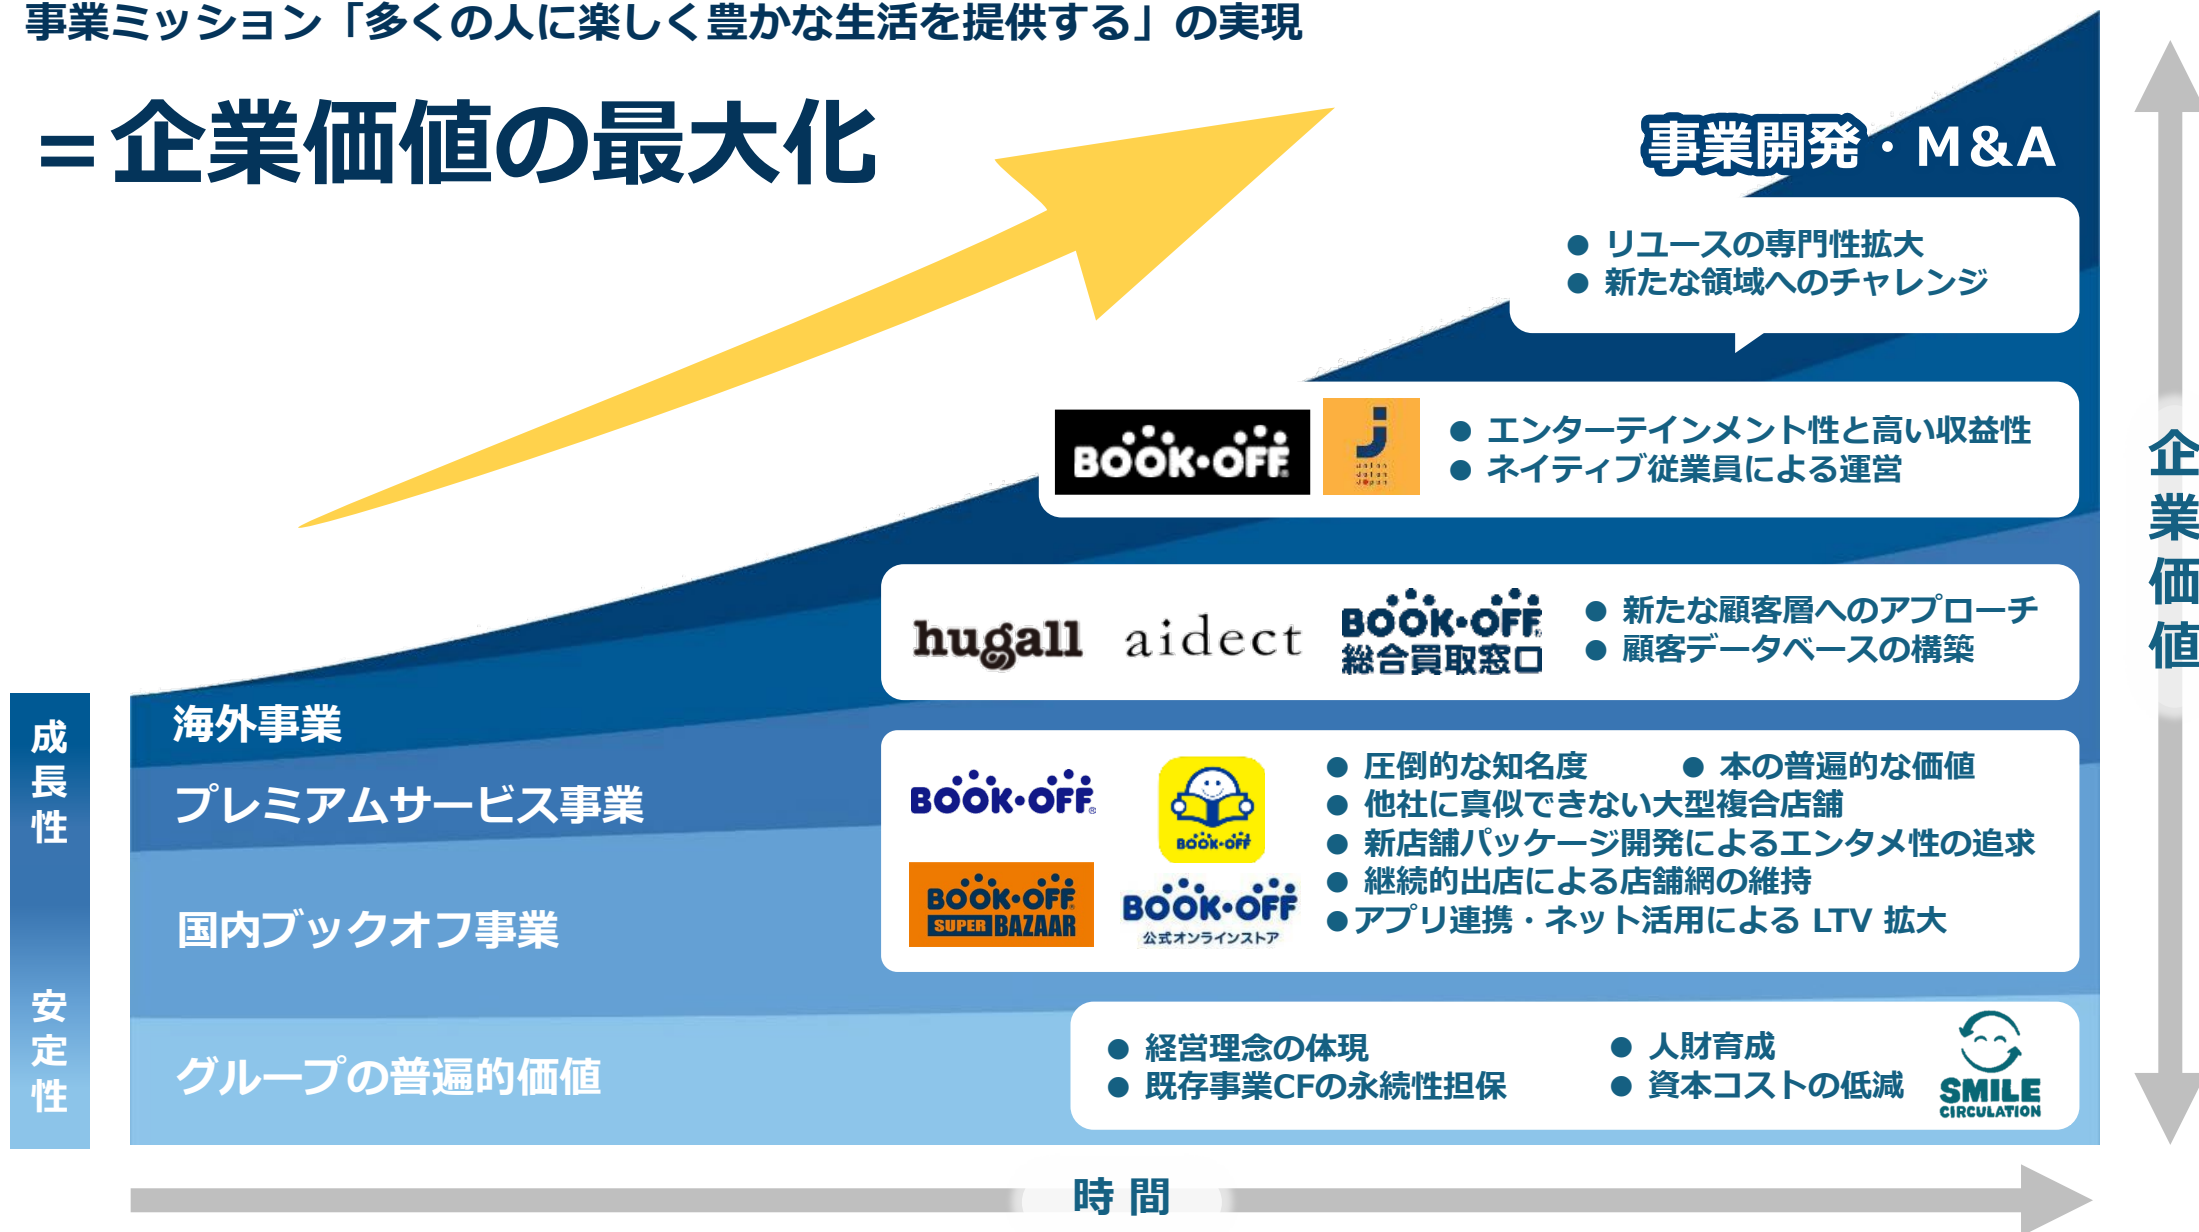 事業ミッション「多くの人に楽しく豊かな生活を提供する」の実現
=企業価値の最大化
事業開発・M&A
● リユースの専門性拡大
● 新たな領域へのチャレンジ
BOOK・OFF
● エンターテインメント性と高い収益性
● ネイティブ従業員による運営
hugall
aidect
BOOK・OFF
総合買取窓口
● 新たな顧客層へのアプローチ
● 顧客データベースの構築
海外事業
プレミアムサービス事業
BOOK・OFF
BOOK・OFF
● 圧倒的な知名度 ● 本の普遍的な価値
● 他社に真似できない大型複合店舗
● 新店舗パッケージ開発によるエンタメ性の追求
● 継続的出店による店舗網の維持
●アプリ連携・ネット活用による LTV 拡大
国内ブックオフ事業
BOOK・OFF
SUPER BAZAAR
BOOK・OFF
公式オンラインストア
グループの普遍的価値
● 経営理念の体現 ● 人財育成
● 既存事業CFの永続性担保 ● 資本コストの低減
SMILE
CIRCULATION
成長性
安定性
企業価値
時間